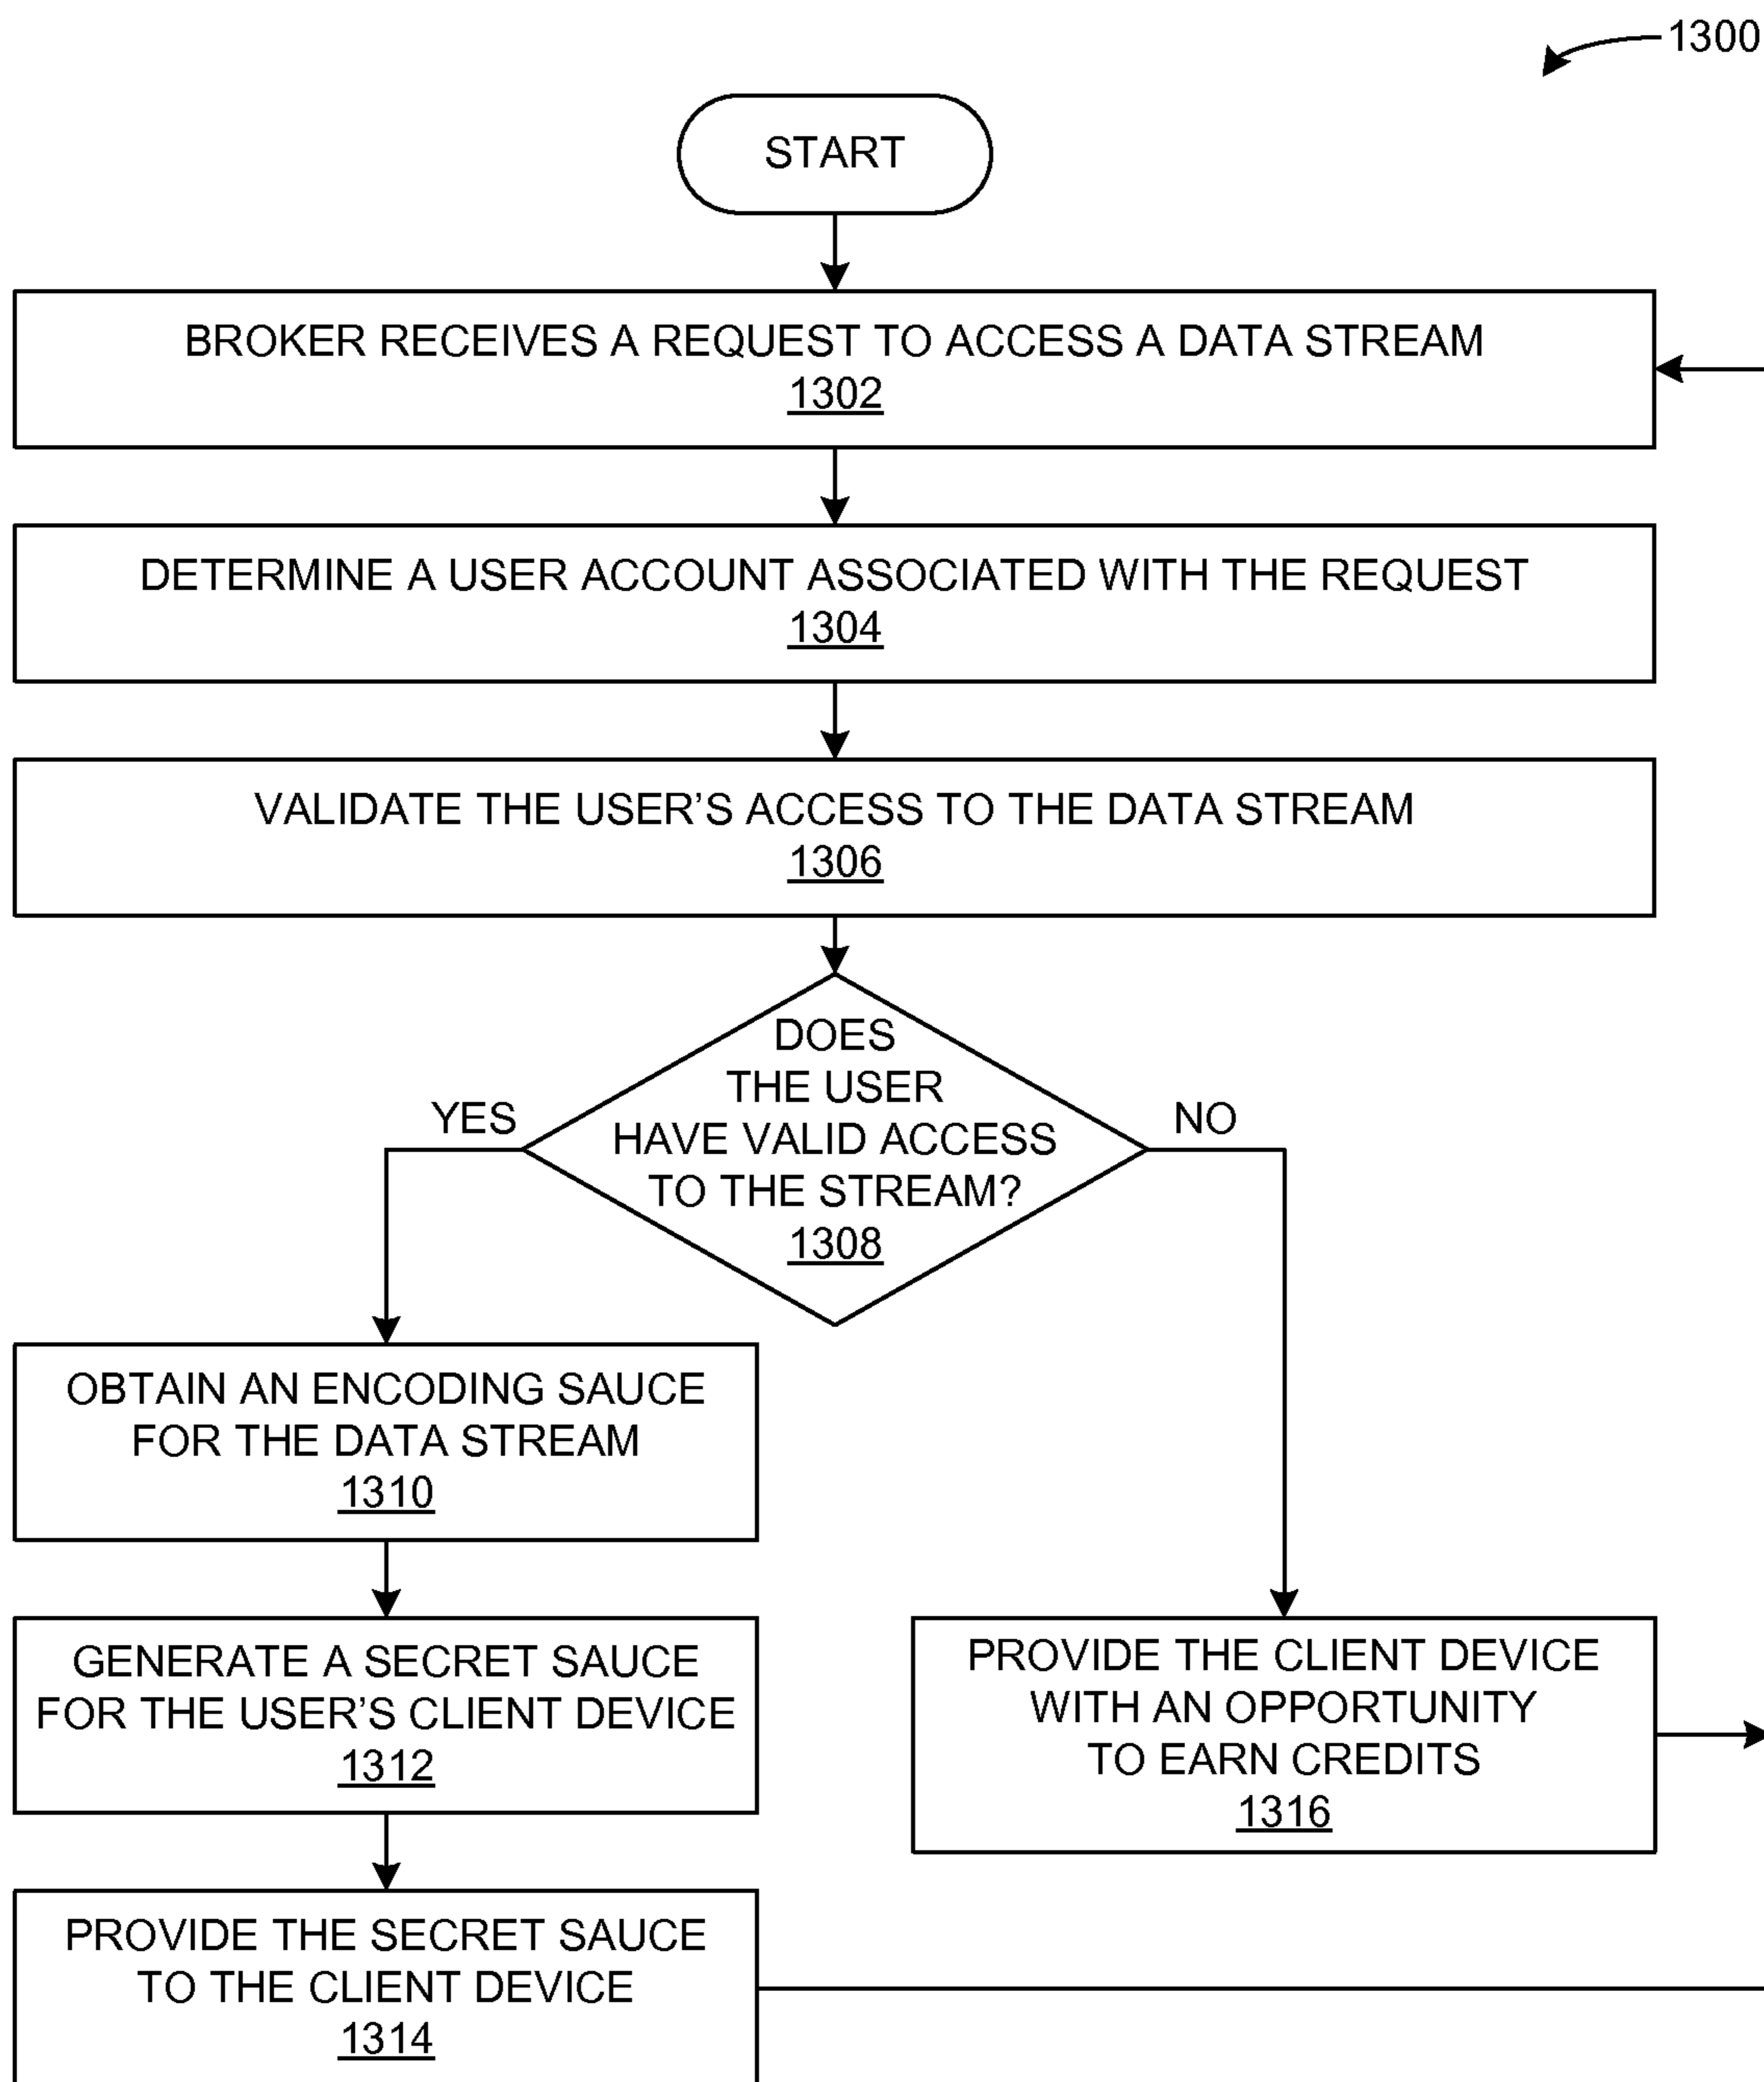 1300
START
BROKER RECEIVES A REQUEST TO ACCESS A DATA STREAM
1302
DETERMINE A USER ACCOUNT ASSOCIATED WITH THE REQUEST
1304
VALIDATE THE USER'S ACCESS TO THE DATA STREAM
1306
DOES
THE USER
HAVE VALID ACCESS
TO THE STREAM?
1308
YES
NO
OBTAIN AN ENCODING SAUCE
FOR THE DATA STREAM
1310
GENERATE A SECRET SAUCE
FOR THE USER'S CLIENT DEVICE
1312
PROVIDE THE CLIENT DEVICE
WITH AN OPPORTUNITY
TO EARN CREDITS
1316
PROVIDE THE SECRET SAUCE
TO THE CLIENT DEVICE
1314